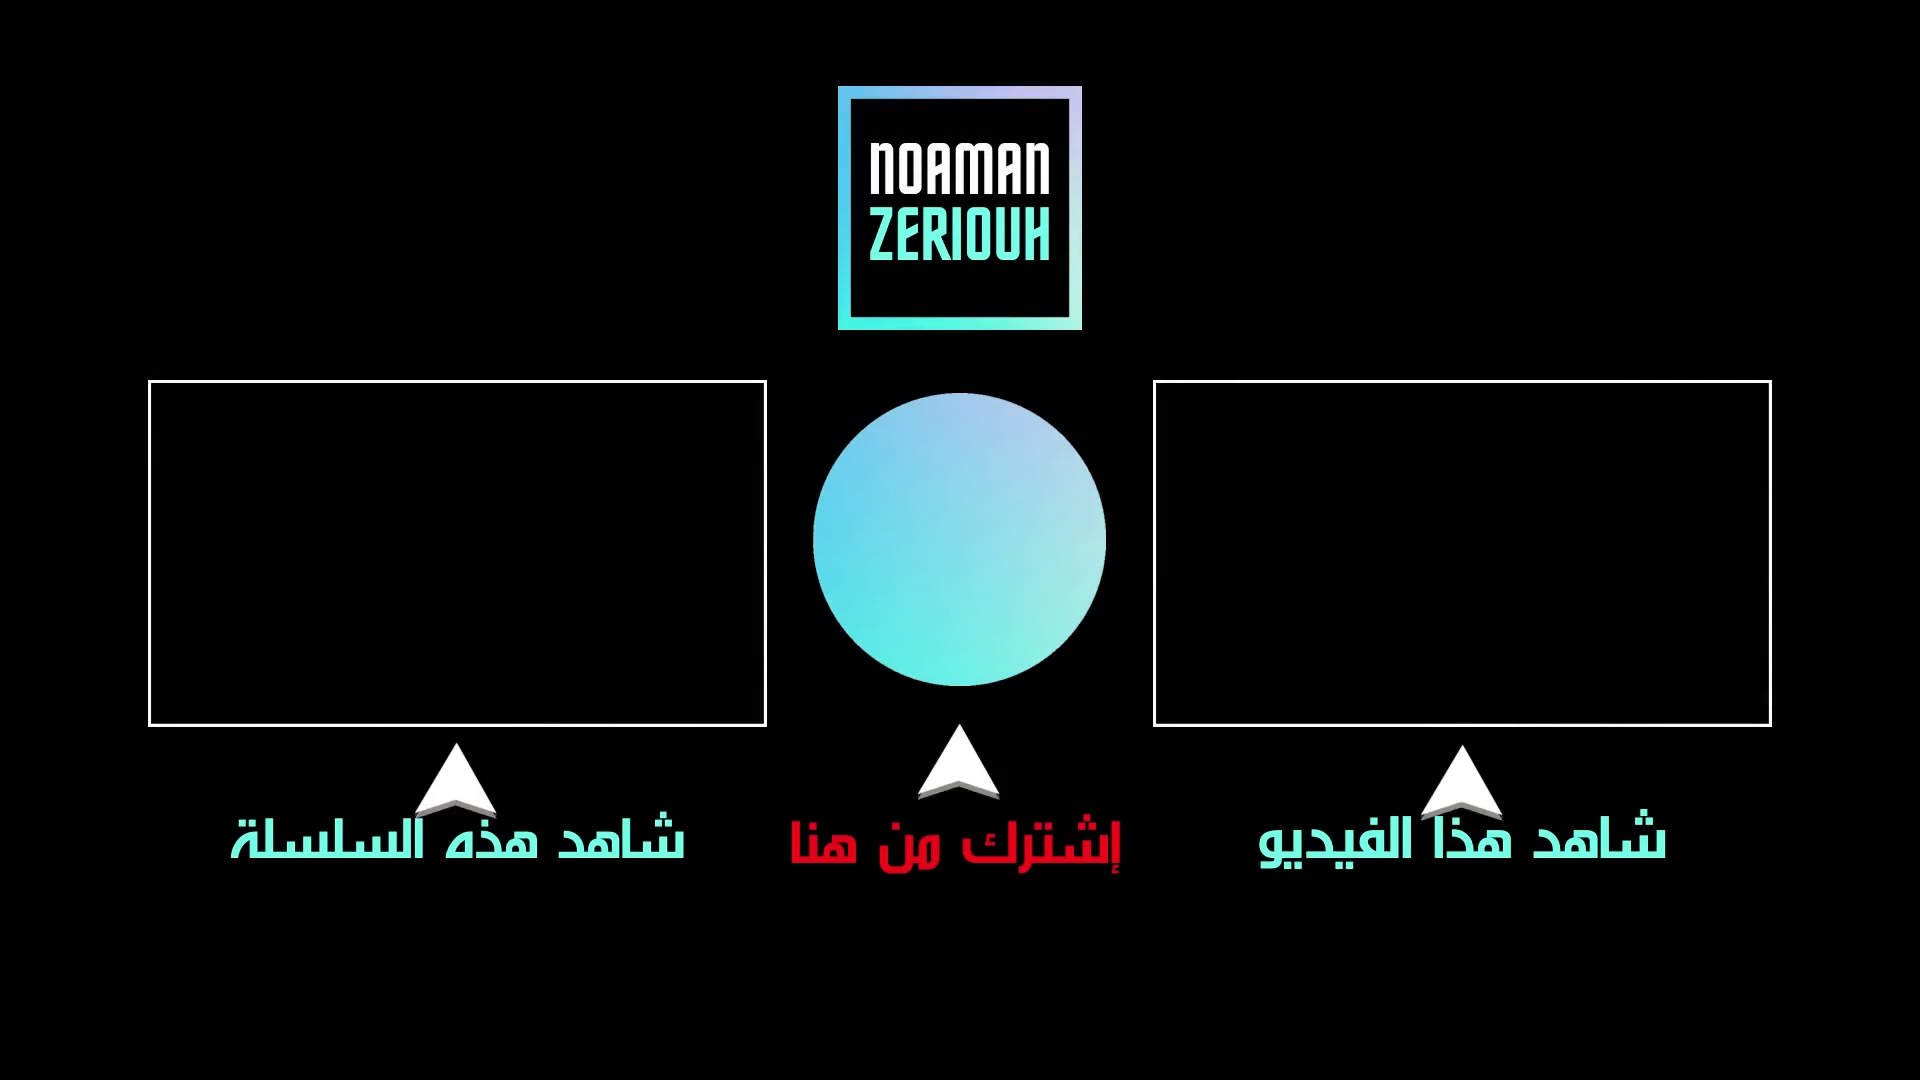 NOAMAN
ZERIOUH
شاهد هذا الفيديو
إشترك من هنا
شاهد هذه السلسلة